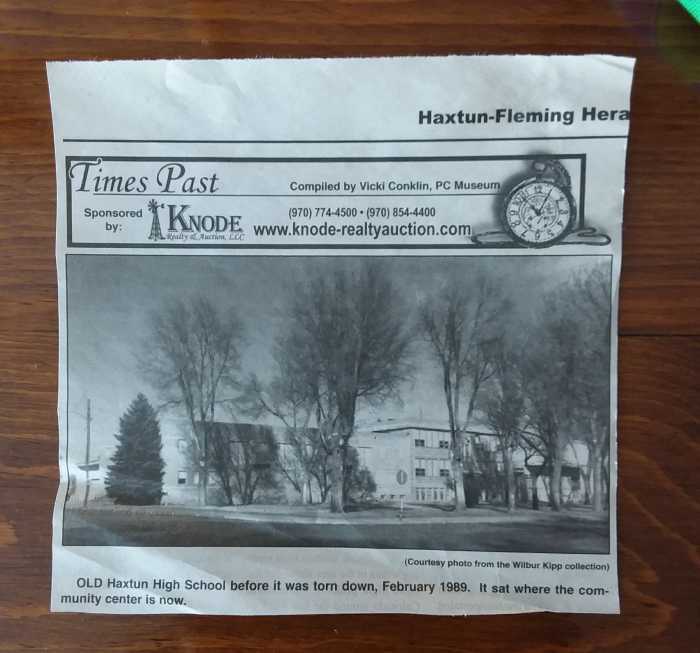 Haxtun-Fleming Hera
Times Past
Compiled by Vicki Conklin, PC Museum
Sponsored by:
KNODE
Realty & Auction, LLC
(970) 774-4500 • (970) 854-4400
www.knode-realtyauction.com
(Courtesy photo from the Wilbur Kipp collection)
OLD Haxtun High School before it was torn down, February 1989. It sat where the com-
munity center is now.